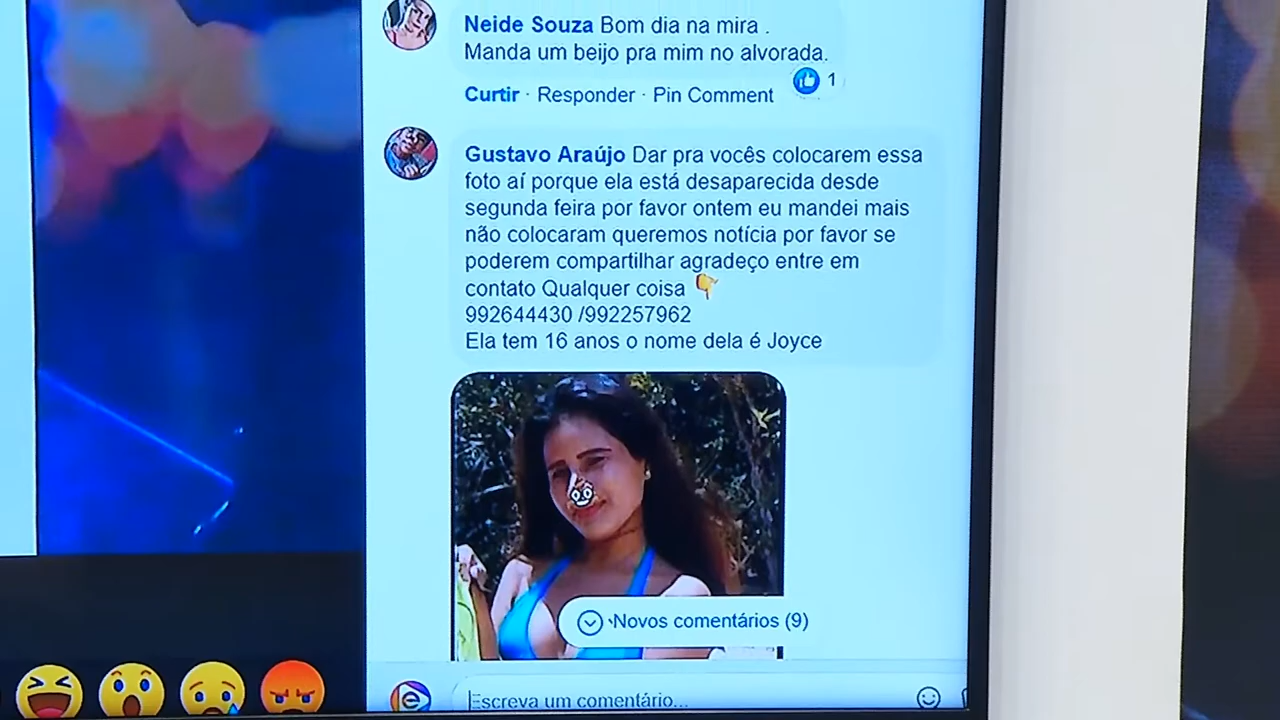 Neide Souza Bom dia na mira .
Manda um beijo pra mim no alvorada.
1
Curtir · Responder · Pin Comment
Gustavo Araújo Dar pra vocês colocarem essa
foto aí porque ela está desaparecida desde
segunda feira por favor ontem eu mandei mais
não colocaram queremos notícia por favor se
poderem compartilhar agradeço entre em
contato Qualquer coisa 👇
992644430 /992257962
Ela tem 16 anos o nome dela é Joyce
Novos comentários (9)
Escreva um comentário...